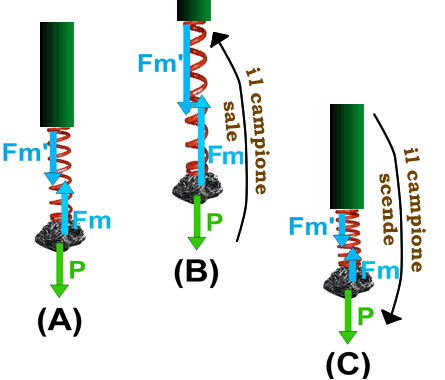 Fm'
Fm
P
(A)
Fm'
Fm
P
(B)
il campione
sale
Fm'
Fm
P
(C)
il campione
scende